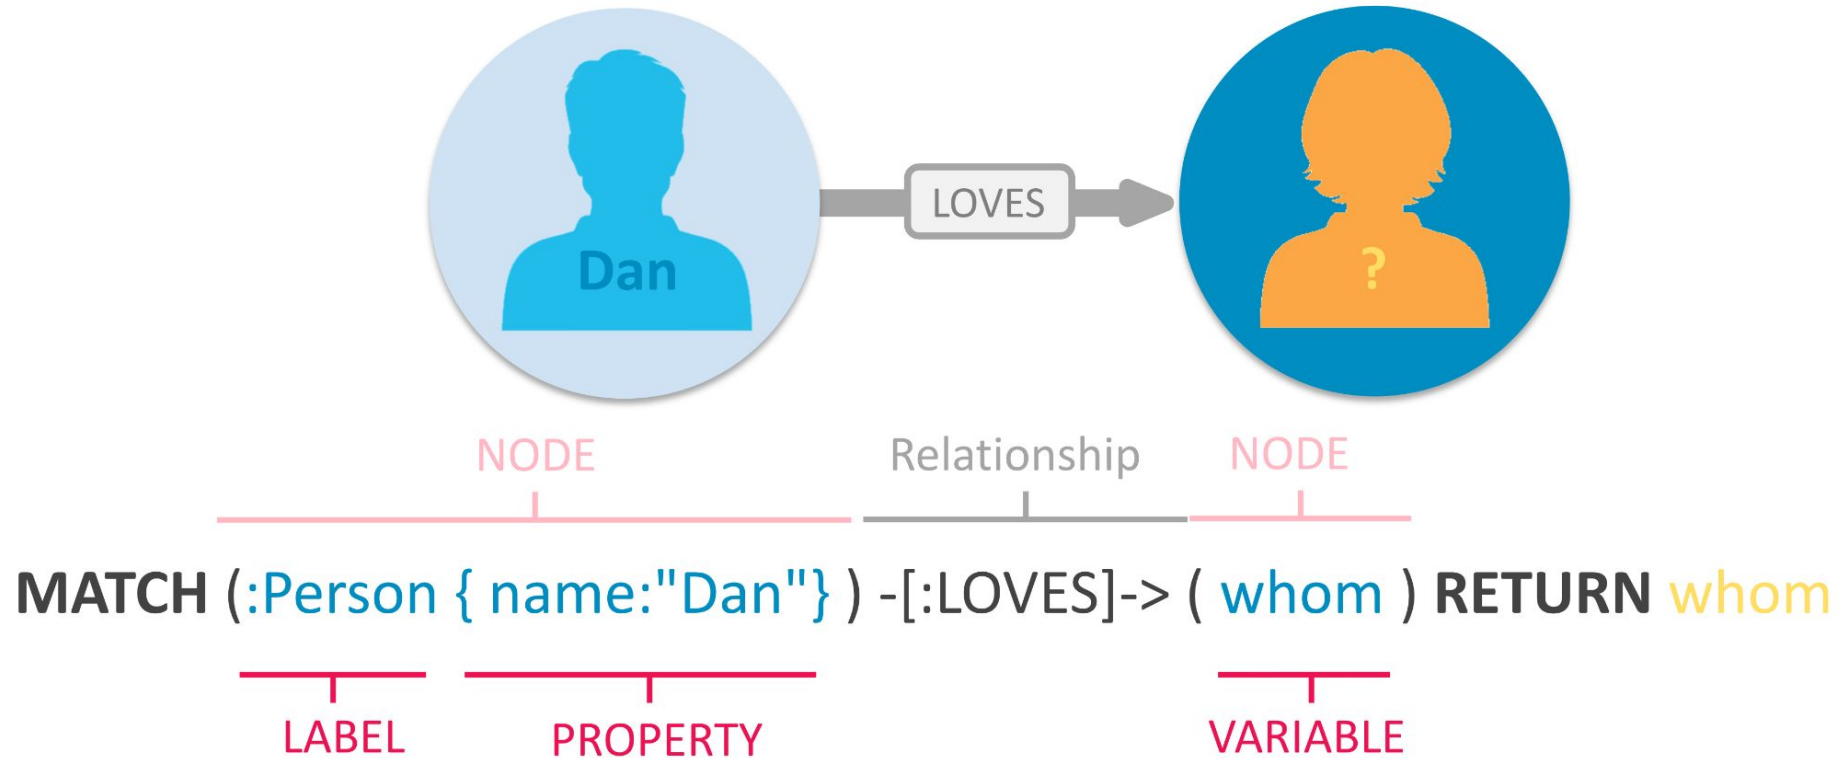 LOVES
Dan
?
NODE Relationship NODE
MATCH (:Person { name:"Dan"} ) -[:LOVES]-> ( whom ) RETURN whom
LABEL PROPERTY VARIABLE